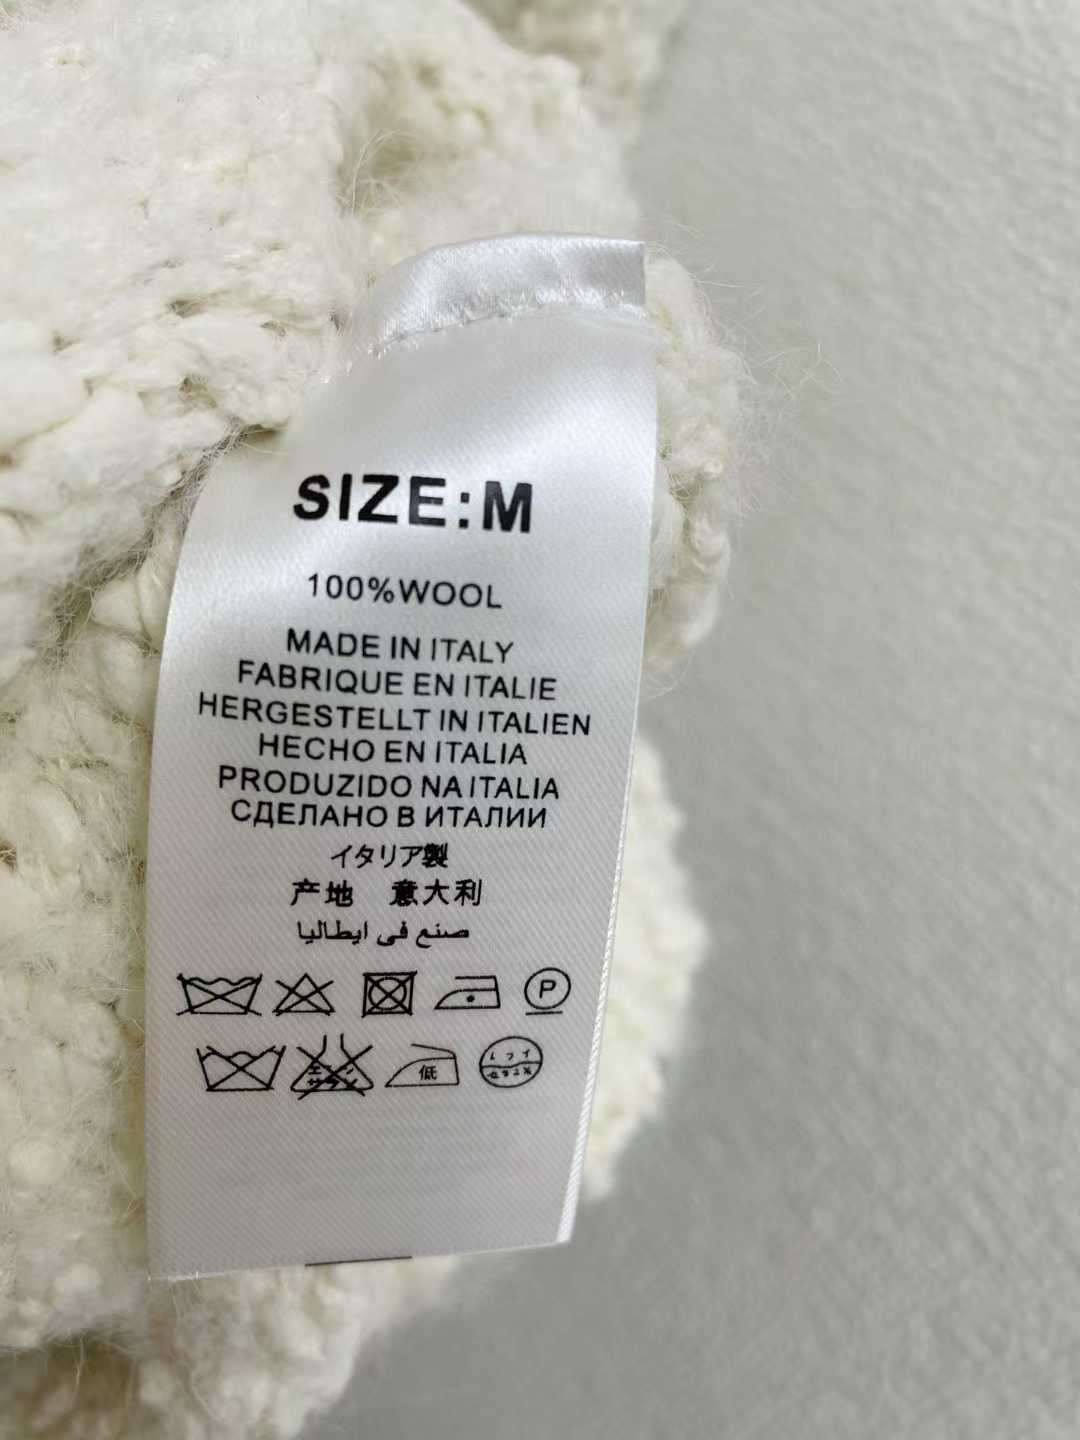 SIZE:M
100%WOOL
MADE IN ITALY
FABRIQUE EN ITALIE
HERGESTELLT IN ITALIEN
HECHO EN ITALIA
PRODUZIDO NA ITALIA
СДЕЛАНО В ИТАЛИИ
イタリア製
产地 意大利
صنع في ايطاليا
P
低